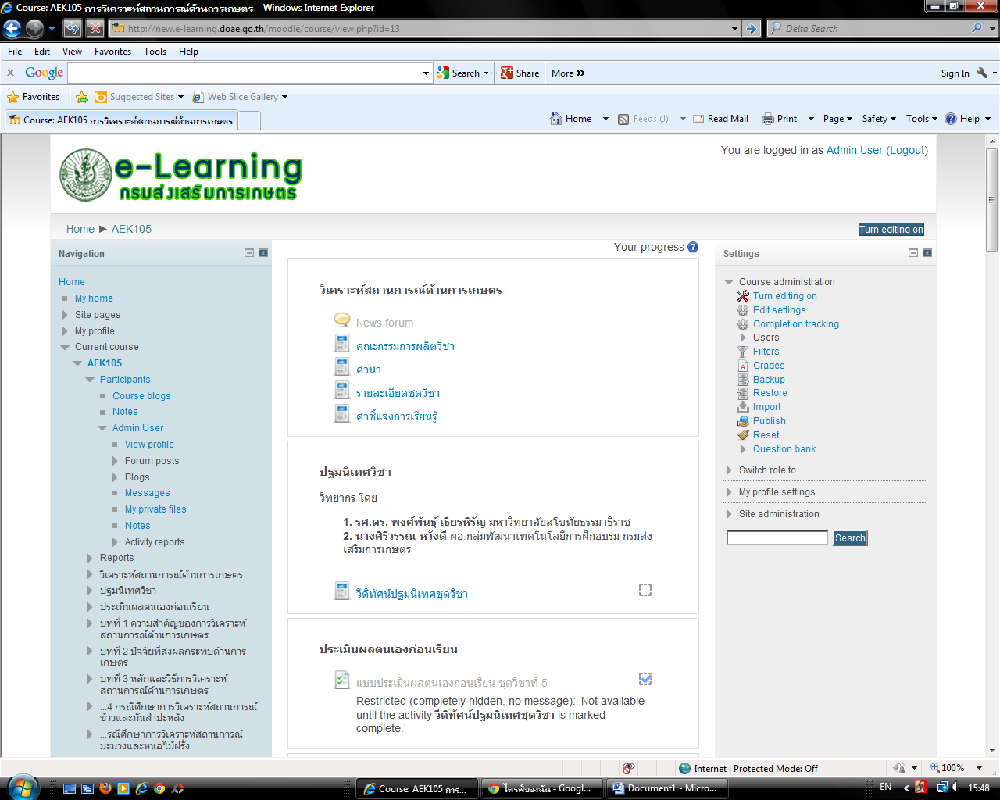 Course: AEK105 การวิเคราะห์สถานการณ์ด้านการเกษตร - Windows Internet Explorer
http://new.e-learning.doae.go.th/moodle/course/view.php?id=13
Delta Search
File Edit View Favorites Tools Help
x Google Search Share More »
Sign In
Favorites Suggested Sites Web Slice Gallery
Course: AEK105 การวิเคราะห์สถานการณ์ด้านการเกษตร
Home Feeds (J) Read Mail Print Page Safety Tools Help
You are logged in as Admin User (Logout)
e-Learning
กรมส่งเสริมการเกษตร
Home ► AEK105
Turn editing on
Navigation
Home
My home
Site pages
My profile
Current course
AEK105
Participants
Course blogs
Notes
Admin User
View profile
Forum posts
Blogs
Messages
My private files
Notes
Activity reports
Reports
วิเคราะห์สถานการณ์ด้านการเกษตร
ปฐมนิเทศวิชา
ประเมินผลตนเองก่อนเรียน
บทที่ 1 ความสำคัญของการวิเคราะห์
สถานการณ์ด้านการเกษตร
บทที่ 2 ปัจจัยที่ส่งผลกระทบด้านการ
เกษตร
บทที่ 3 หลักและวิธีการวิเคราะห์
สถานการณ์ด้านการเกษตร
...4 กรณีศึกษาการวิเคราะห์สถานการณ์
ข้าวและมันสำปะหลัง
...รณีศึกษาการวิเคราะห์สถานการณ์
มะม่วงและหน่อไม้ฝรั่ง
Your progress
วิเคราะห์สถานการณ์ด้านการเกษตร
News forum
คณะกรรมการผลิตวิชา
คำนำ
รายละเอียดชุดวิชา
คำชี้แจงการเรียนรู้
ปฐมนิเทศวิชา
วิทยากร โดย
1. รศ.ดร. พงศ์พันธุ์ เธียรหิรัญ มหาวิทยาลัยสุโขทัยธรรมาธิราช
2. นางศิริวรรณ หวังดี ผอ.กลุ่มพัฒนาเทคโนโลยีการฝึกอบรม กรมส่ง
เสริมการเกษตร
วีดิทัศน์ปฐมนิเทศชุดวิชา
ประเมินผลตนเองก่อนเรียน
แบบประเมินผลตนเองก่อนเรียน ชุดวิชาที่ 5
Restricted (completely hidden, no message): ‘Not available
until the activity วีดิทัศน์ปฐมนิเทศชุดวิชา is marked
complete.’
Settings
Course administration
Turn editing on
Edit settings
Completion tracking
Users
Filters
Grades
Backup
Restore
Import
Publish
Reset
Question bank
Switch role to...
My profile settings
Site administration
Search
Internet | Protected Mode: Off
100%
Course: AEK105 การ...
ไดรฟ์ของฉัน - Googl...
Document1 - Micro...
EN
15:48